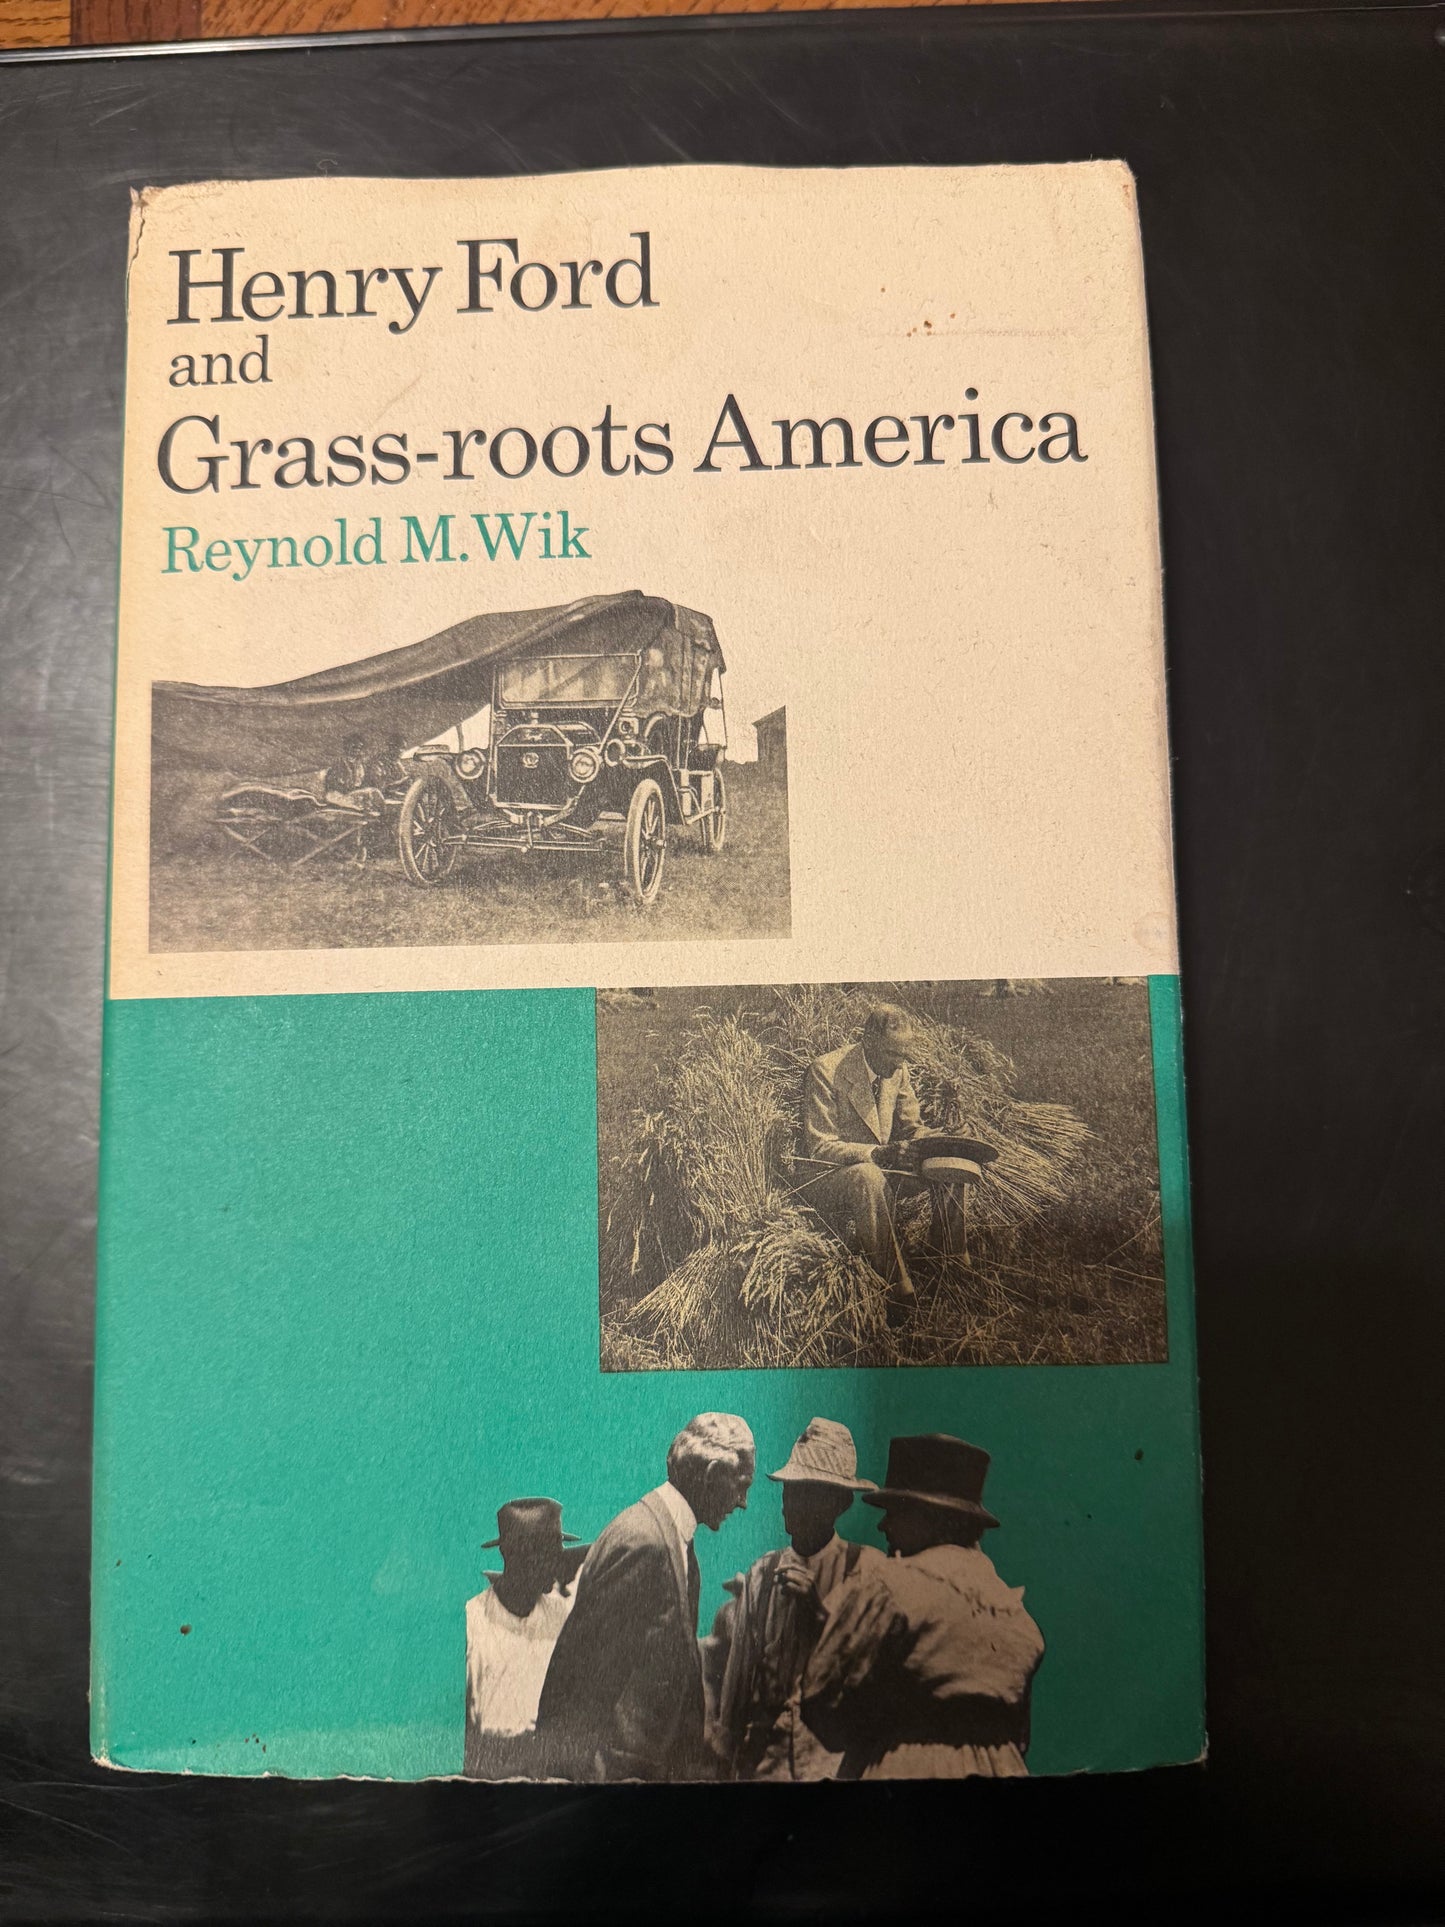 Henry Ford
and
Grass-roots America
Reynold M. Wik